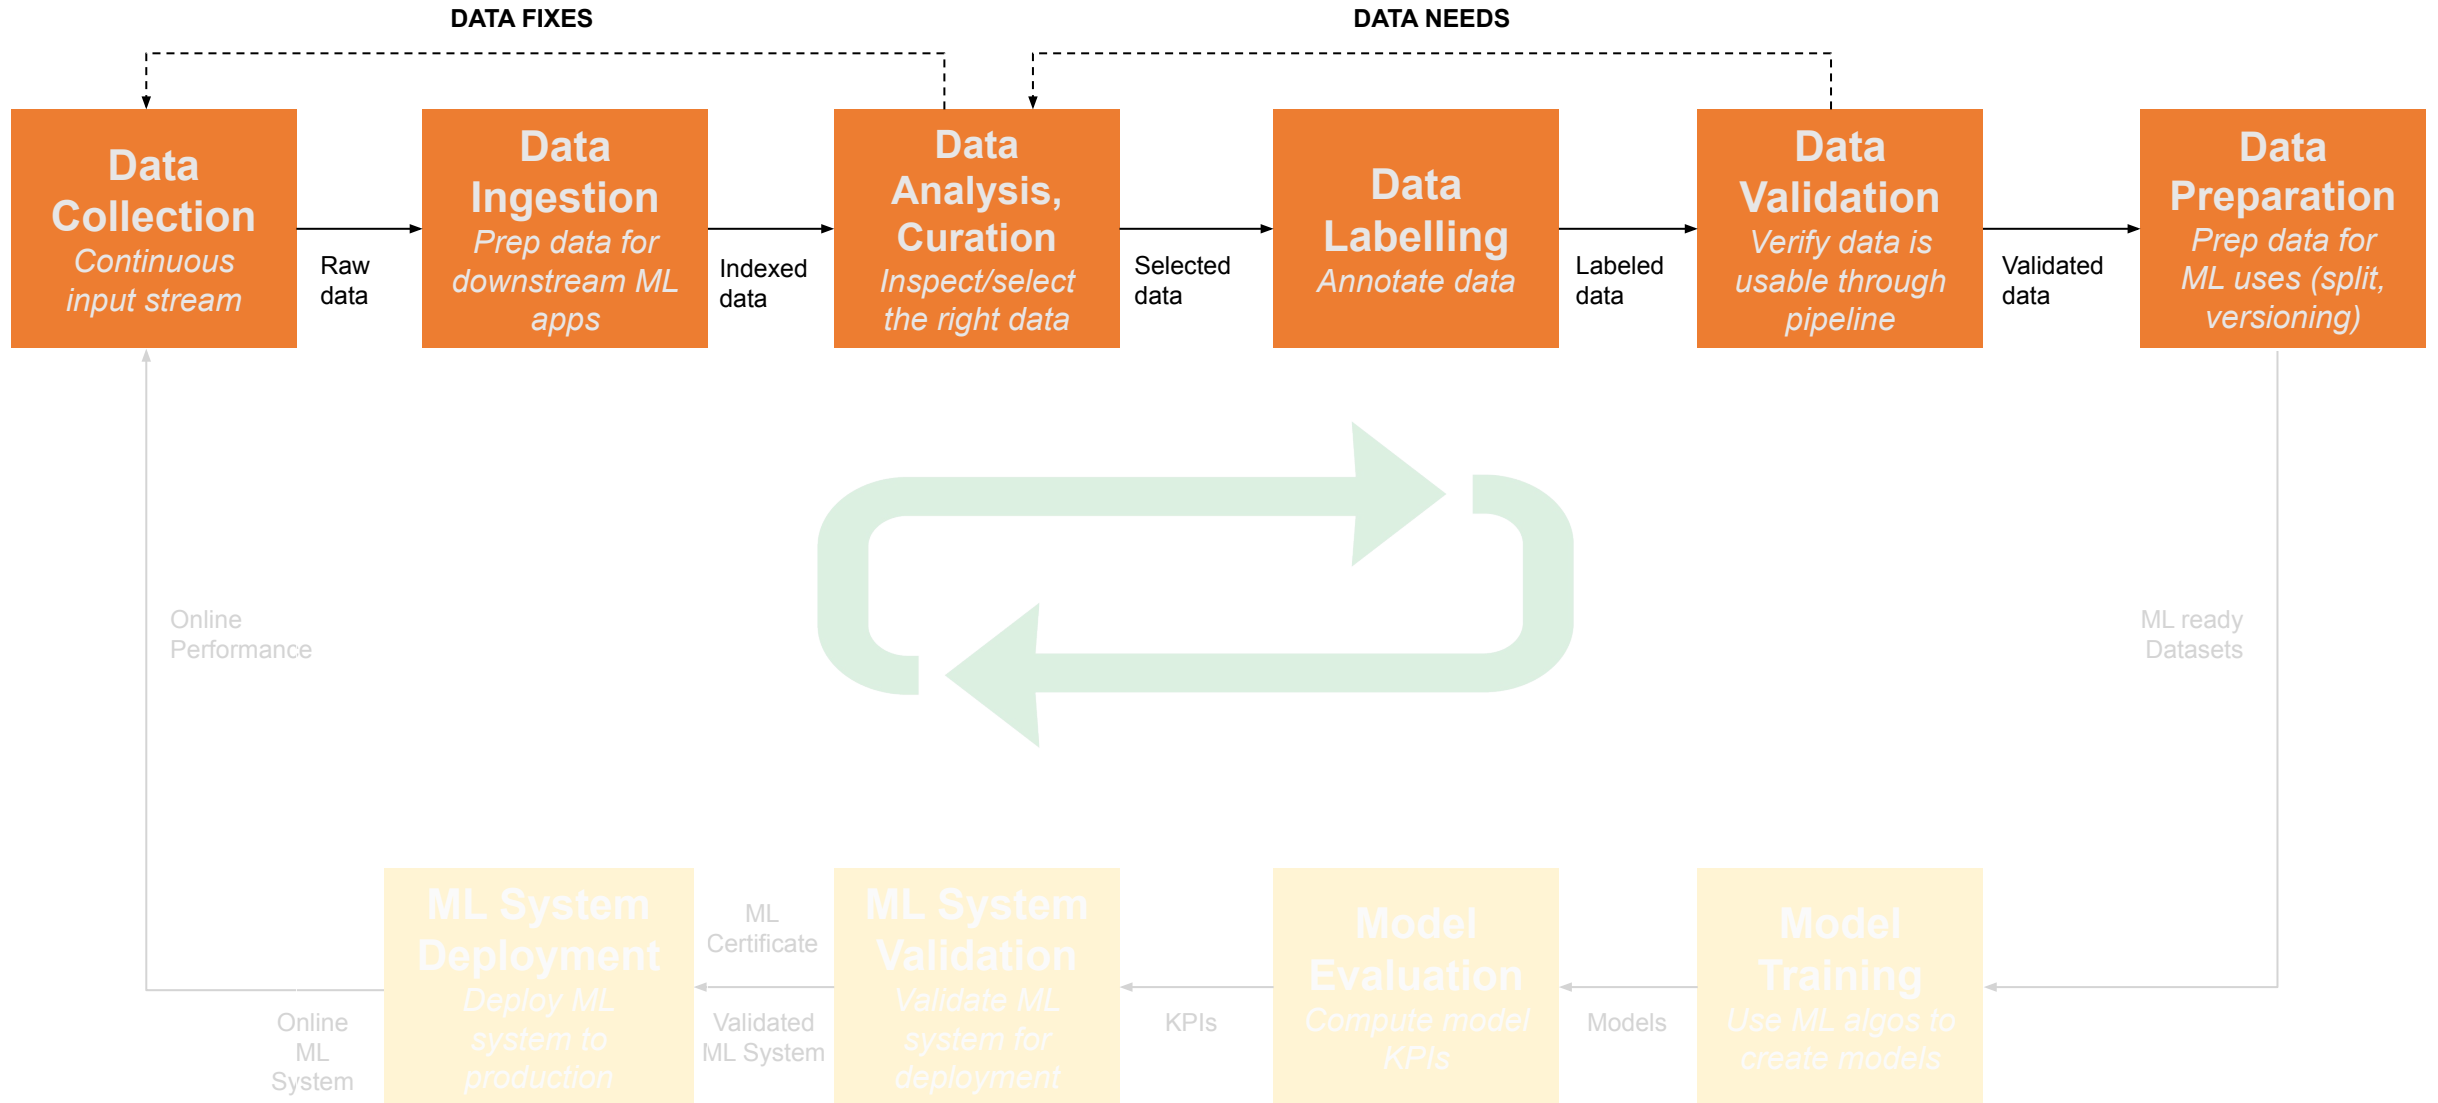 DATA FIXES
DATA NEEDS
Data
Collection
Continuous
input stream
Raw
data
Data
Ingestion
Prep data for
downstream ML
apps
Indexed
data
Data
Analysis,
Curation
Inspect/select
the right data
Selected
data
Data
Labelling
Annotate data
Labeled
data
Data
Validation
Verify data is
usable through
pipeline
Validated
data
Data
Preparation
Prep data for
ML uses (split,
versioning)
Online
Performance
ML ready
Datasets
Online
ML
System
ML System
Deployment
Deploy ML
system to
production
ML
Certificate
Validated
ML System
ML System
Validation
Validate ML
system for
deployment
KPIs
Model
Evaluation
Compute model
KPIs
Models
Model
Training
Use ML algos to
create models